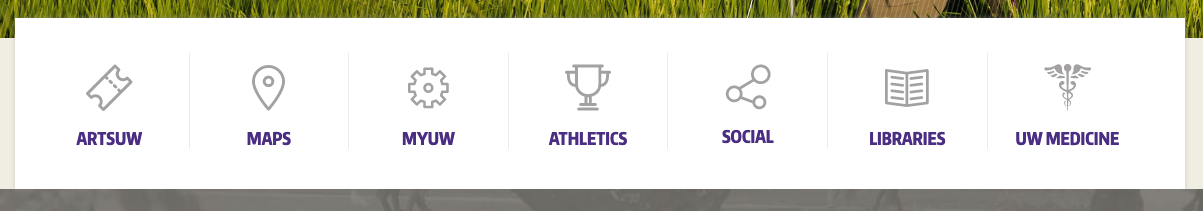 ARTSUW
MAPS
MYUW
ATHLETICS
SOCIAL
LIBRARIES
UW MEDICINE